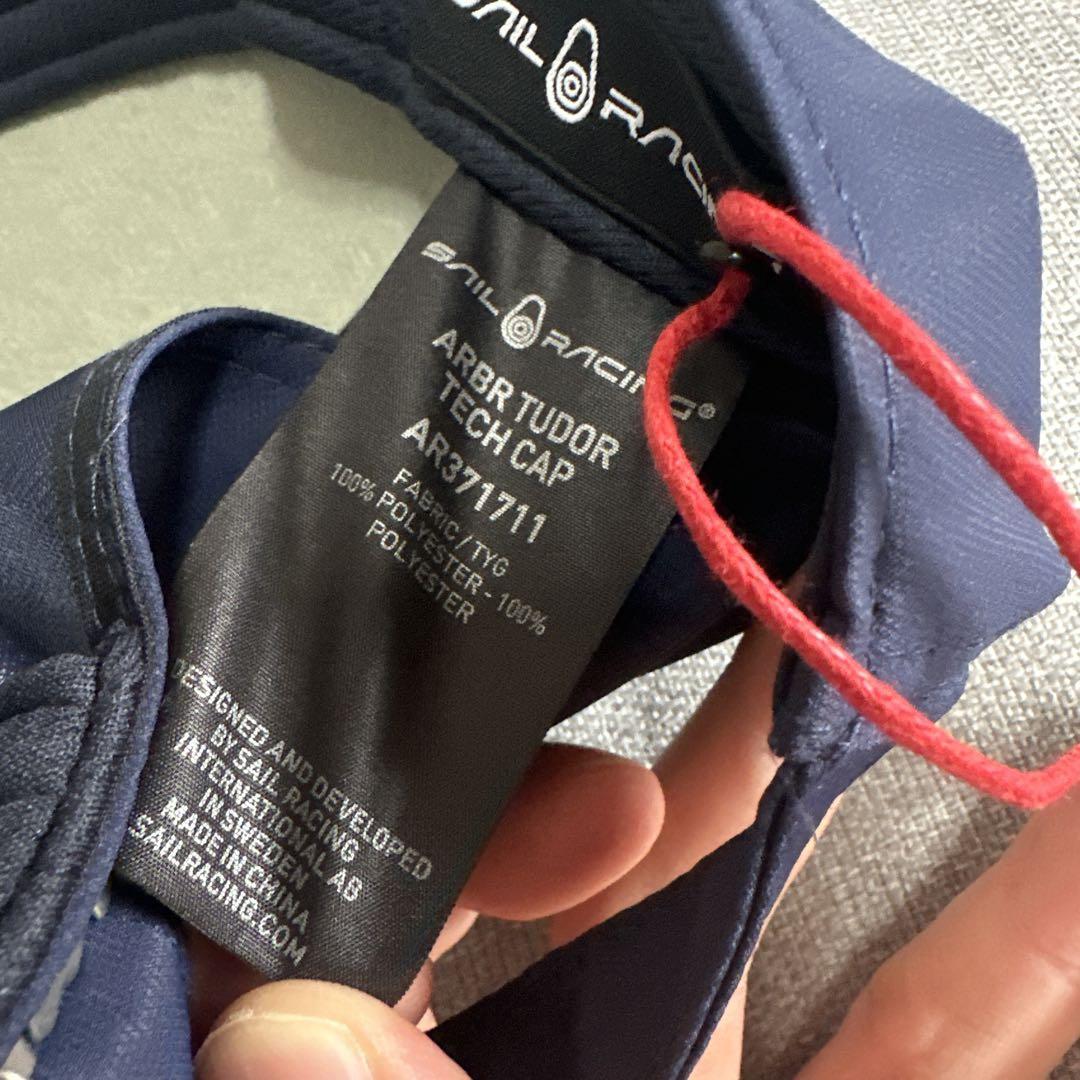 SAIL RACING
SAIL RACING®
ARBR TUDOR
TECH CAP
AR371711
FABRIC / TYG
100% POLYESTER - 100%
POLYESTER
DESIGNED AND DEVELOPED
BY SAIL RACING
INTERNATIONAL AB
IN SWEDEN
MADE IN CHINA
SAILRACING.COM